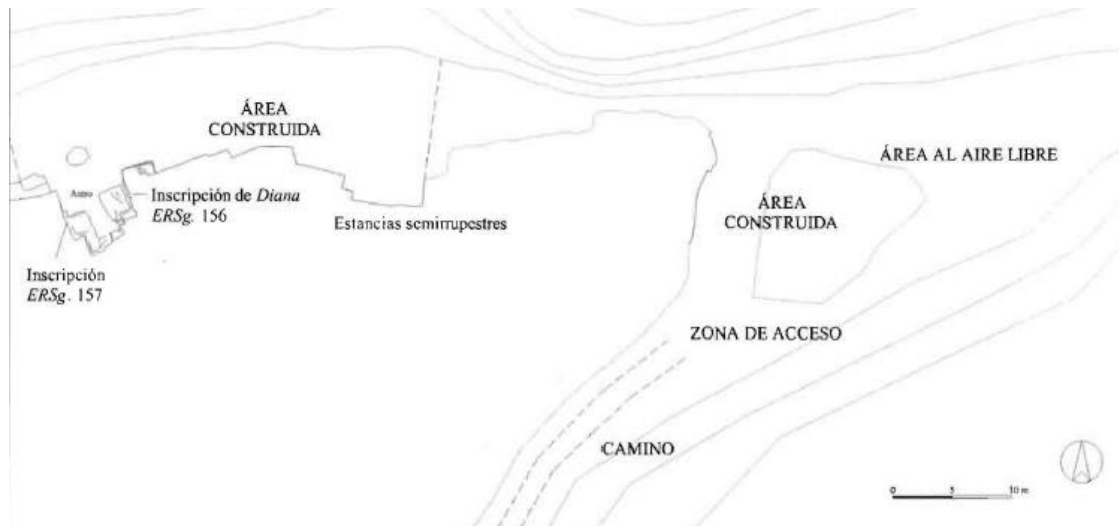 ÁREA
CONSTRUIDA
ÁREA AL AIRE LIBRE
Inscripción de Diana
ERSg. 156
ÁREA
CONSTRUIDA
Estancias semirrupestres
Inscripción
ERSg. 157
ZONA DE ACCESO
CAMINO
0 5 10 m